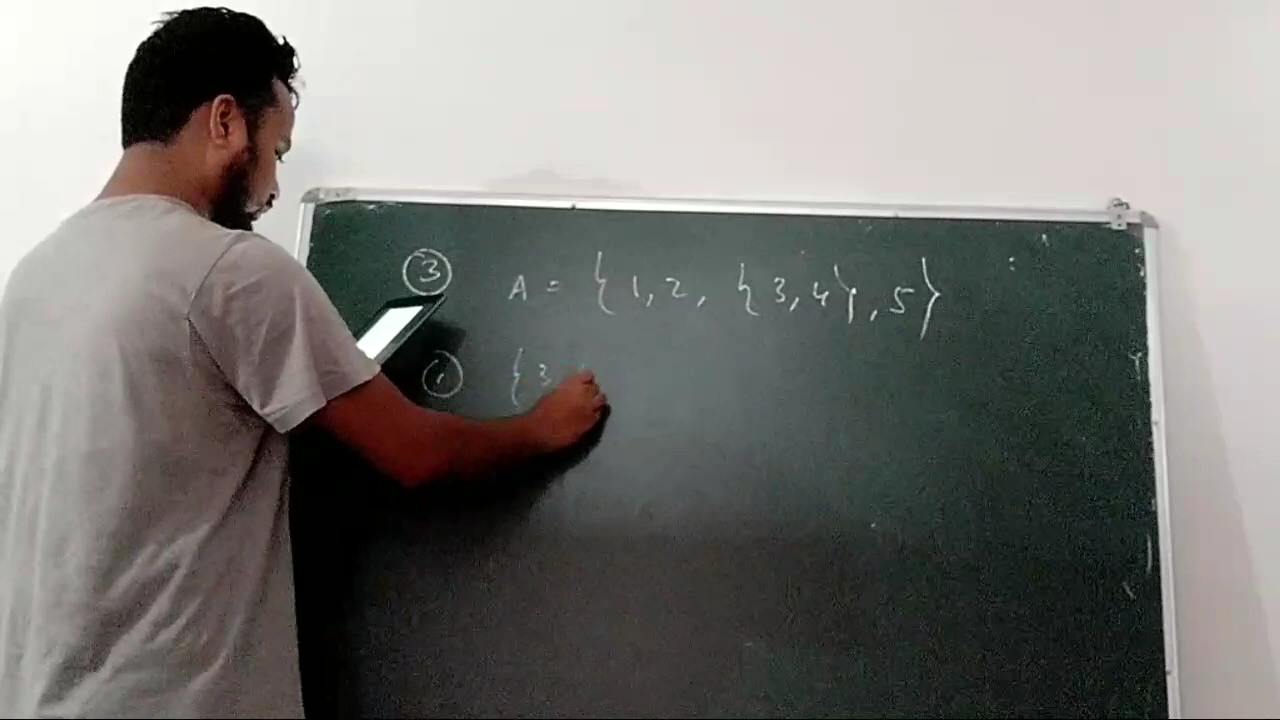 ③ A = {1, 2, {3, 4}, 5}
① {3